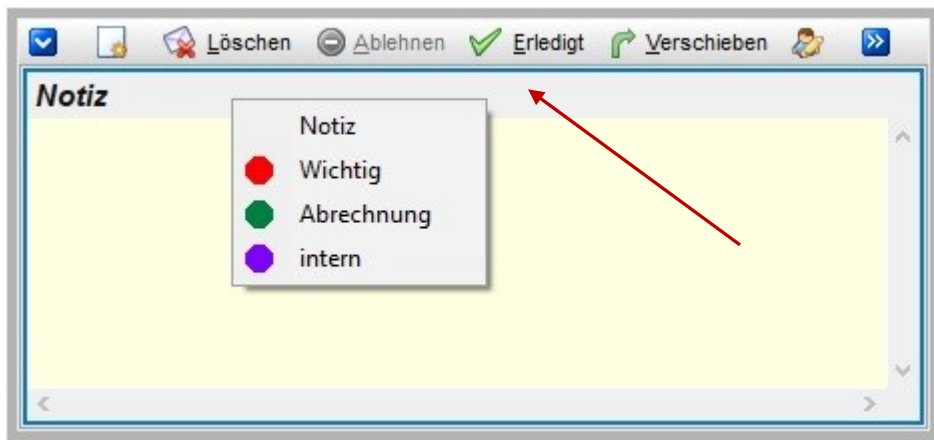 Löschen Ablehnen Erledigt Verschieben
Notiz
Notiz
Wichtig
Abrechnung
intern